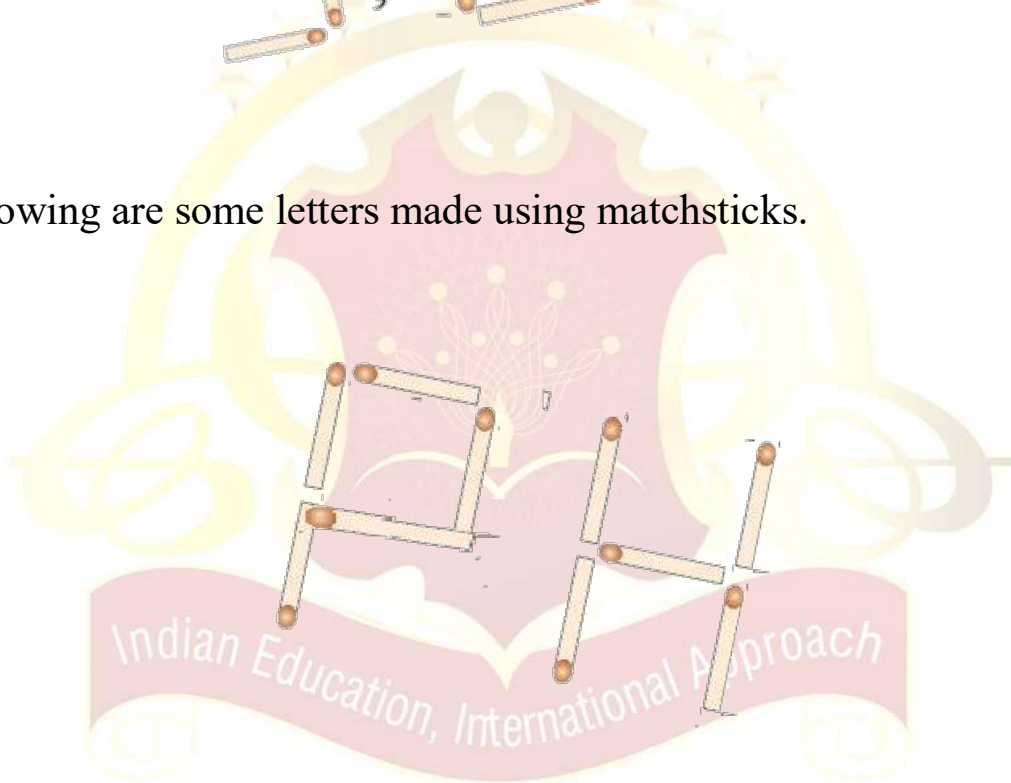 owing are some letters made using matchsticks.
P H
Indian Education, International Approach